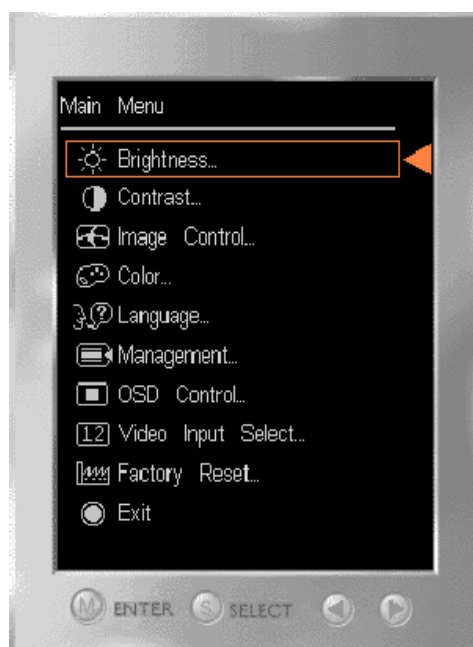 Main Menu
Brightness...
Contrast...
Image Control...
Color...
Language...
Management...
OSD Control...
12 Video Input Select...
Factory Reset...
Exit
M ENTER S SELECT